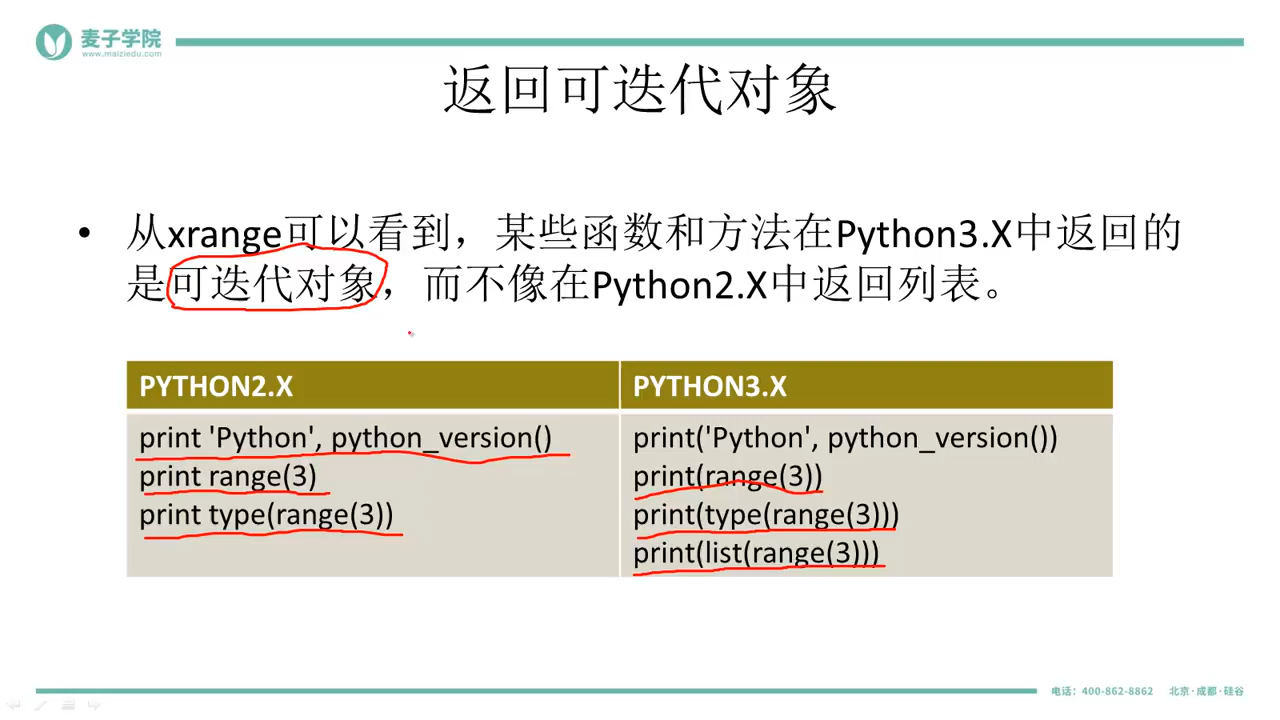 麦子学院
www.maiziedu.com
返回可迭代对象
• 从xrange可以看到，某些函数和方法在Python3.X中返回的
是可迭代对象，而不像在Python2.X中返回列表。
PYTHON2.X
print 'Python', python_version()
print range(3)
print type(range(3))
PYTHON3.X
print('Python', python_version())
print(range(3))
print(type(range(3)))
print(list(range(3)))
电话：400-862-8862 北京·成都·硅谷